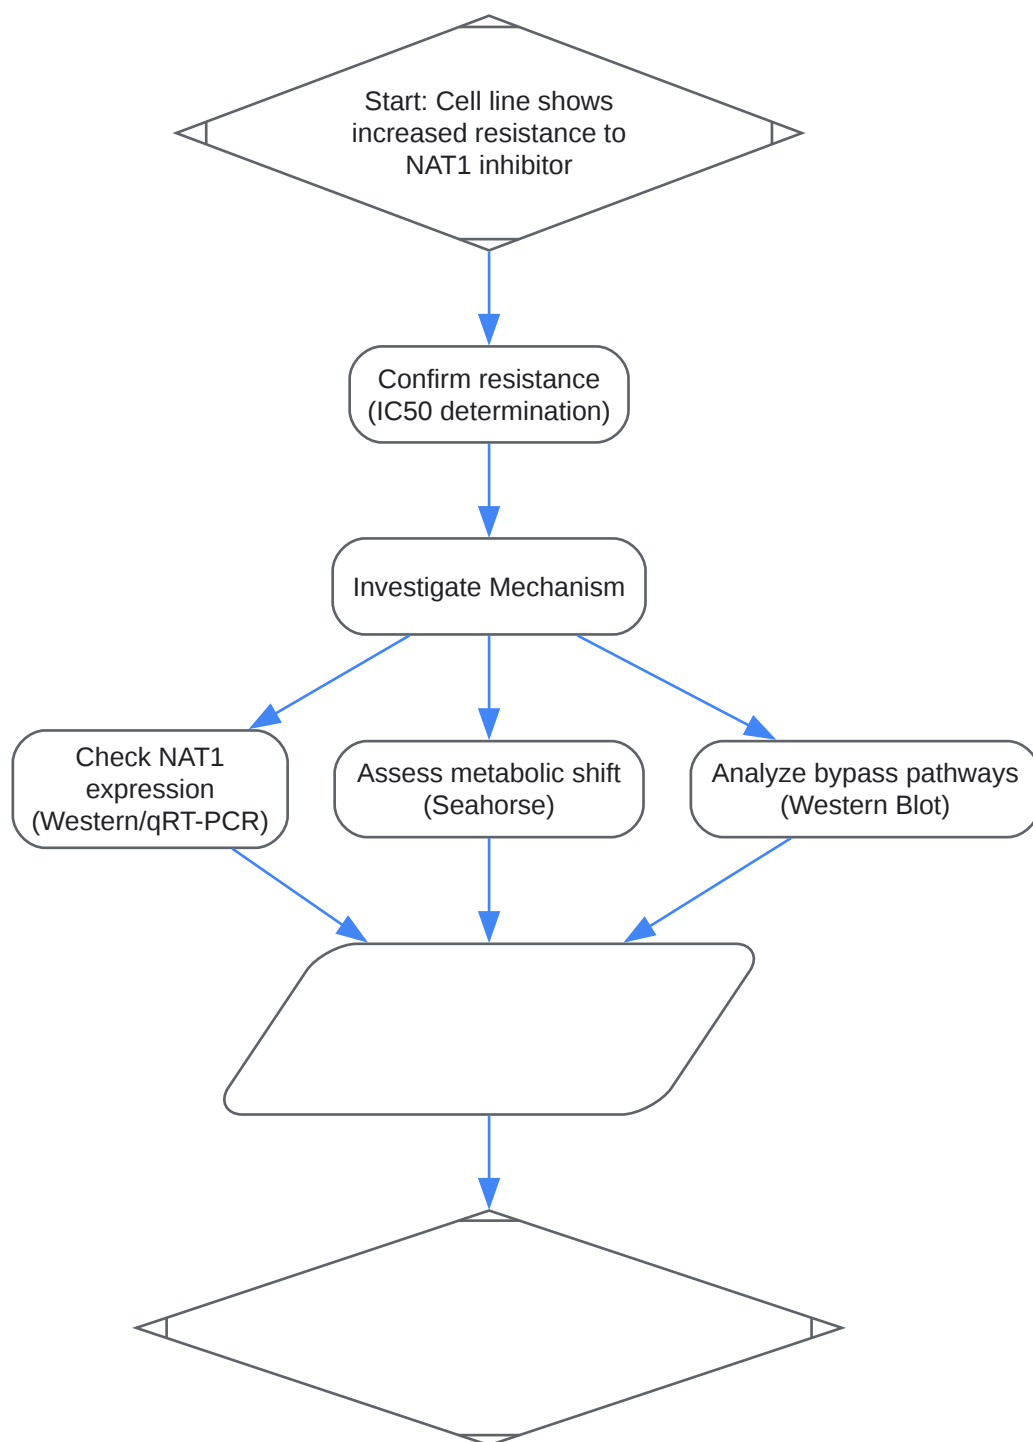 Start: Cell line shows
increased resistance to
NAT1 inhibitor
Confirm resistance
(IC50 determination)
Investigate Mechanism
Check NAT1
expression
(Western/qRT-PCR)
Assess metabolic shift
(Seahorse)
Analyze bypass pathways
(Western Blot)